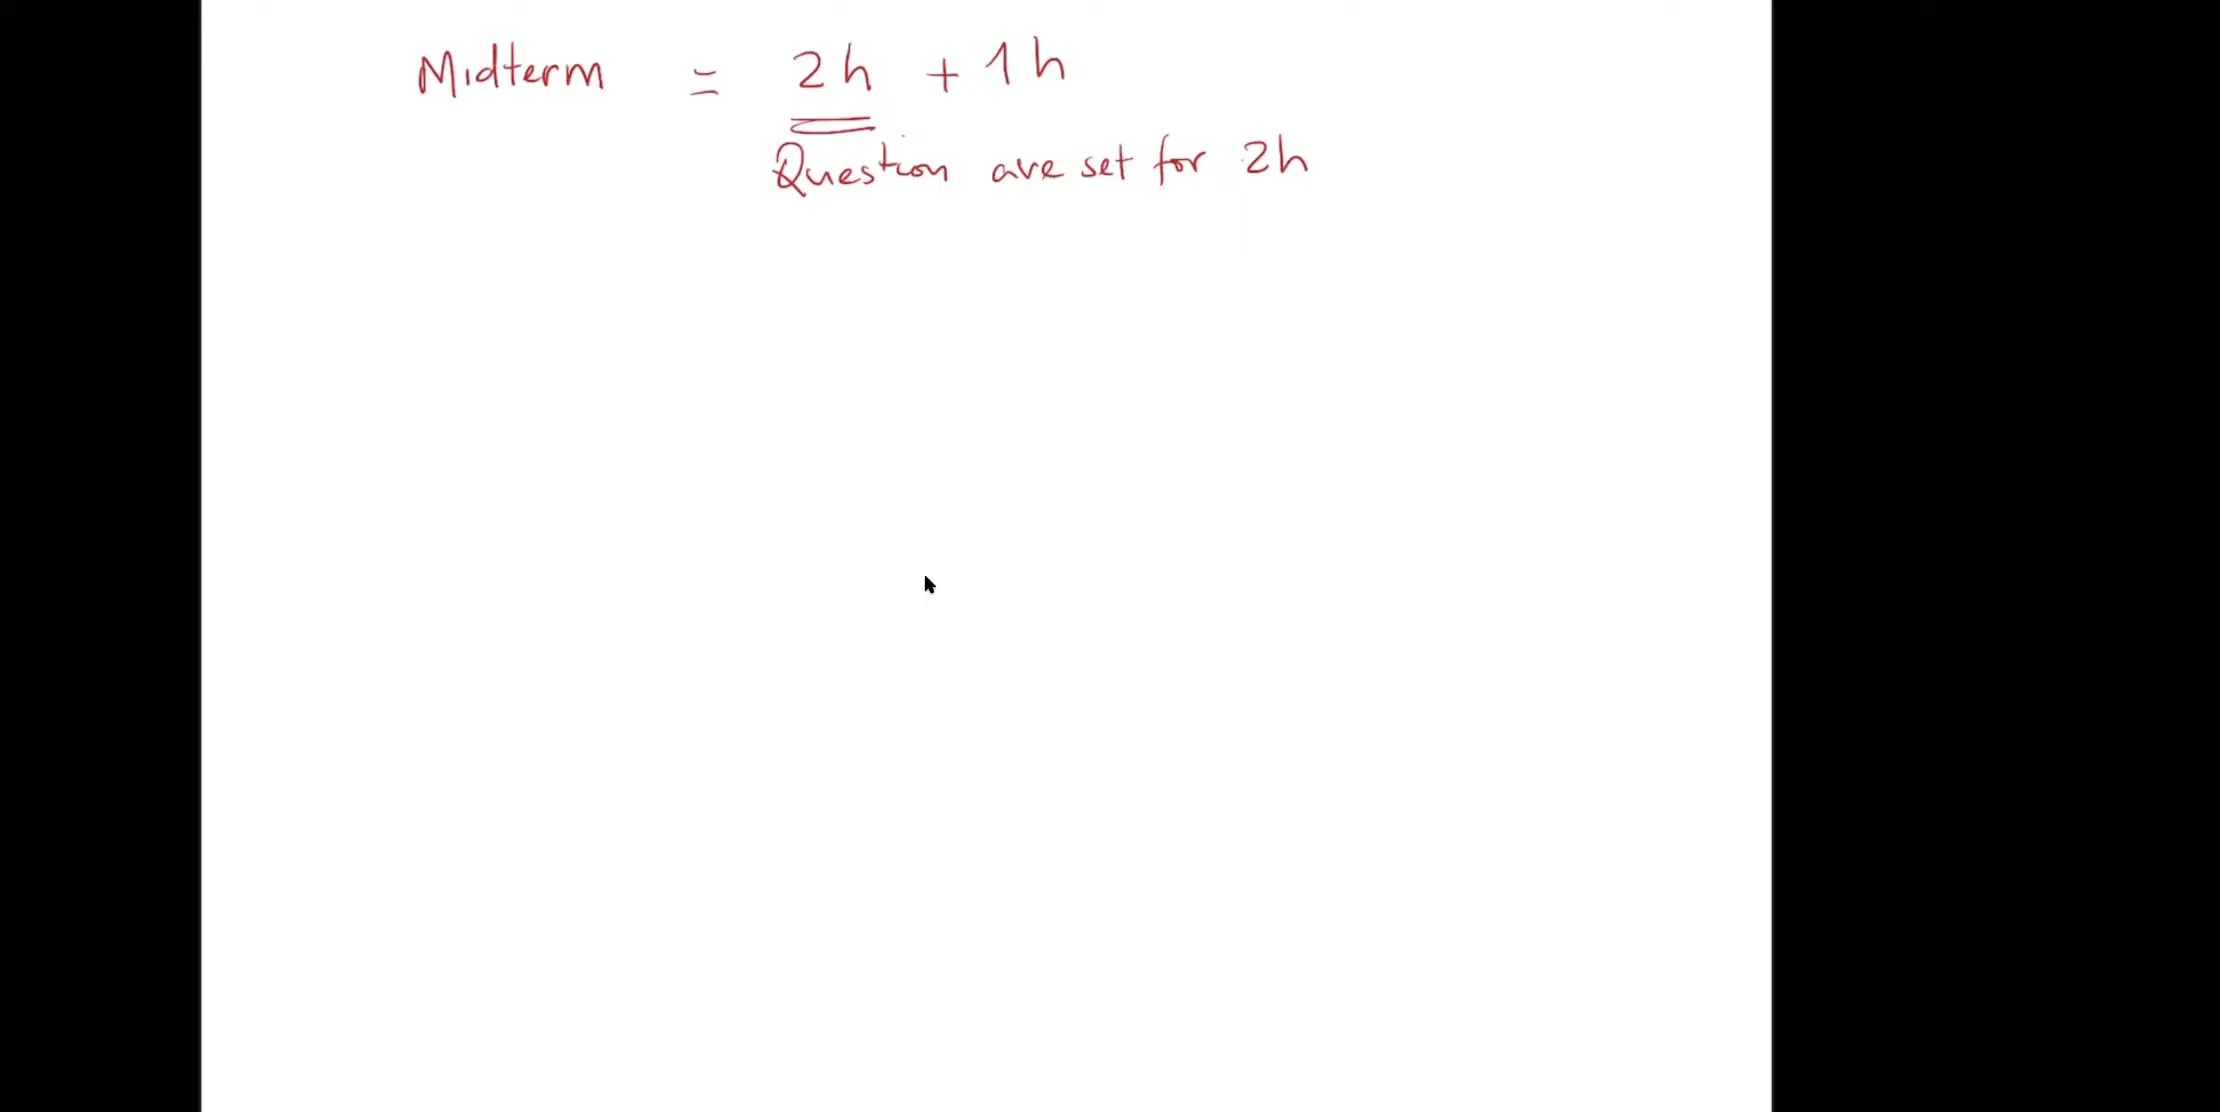 Midterm = 2h + 1h
Question are set for 2h